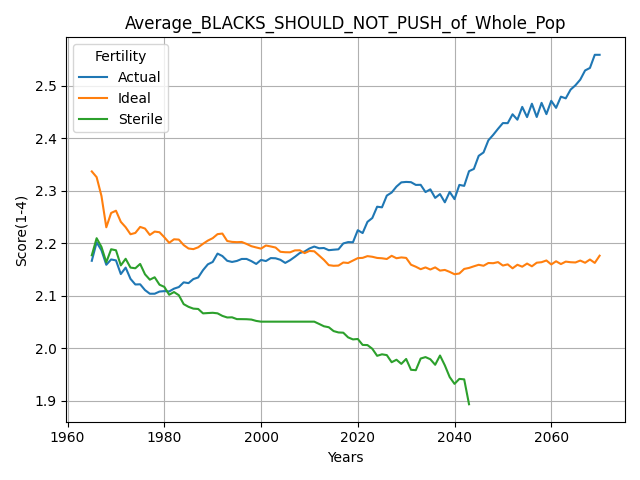 Average_BLACKS_SHOULD_NOT_PUSH_of_Whole_Pop
Fertility
Actual
Ideal
Sterile
Score(1-4)
2.5
2.4
2.3
2.2
2.1
2.0
1.9
1960 1980 2000 2020 2040 2060
Years